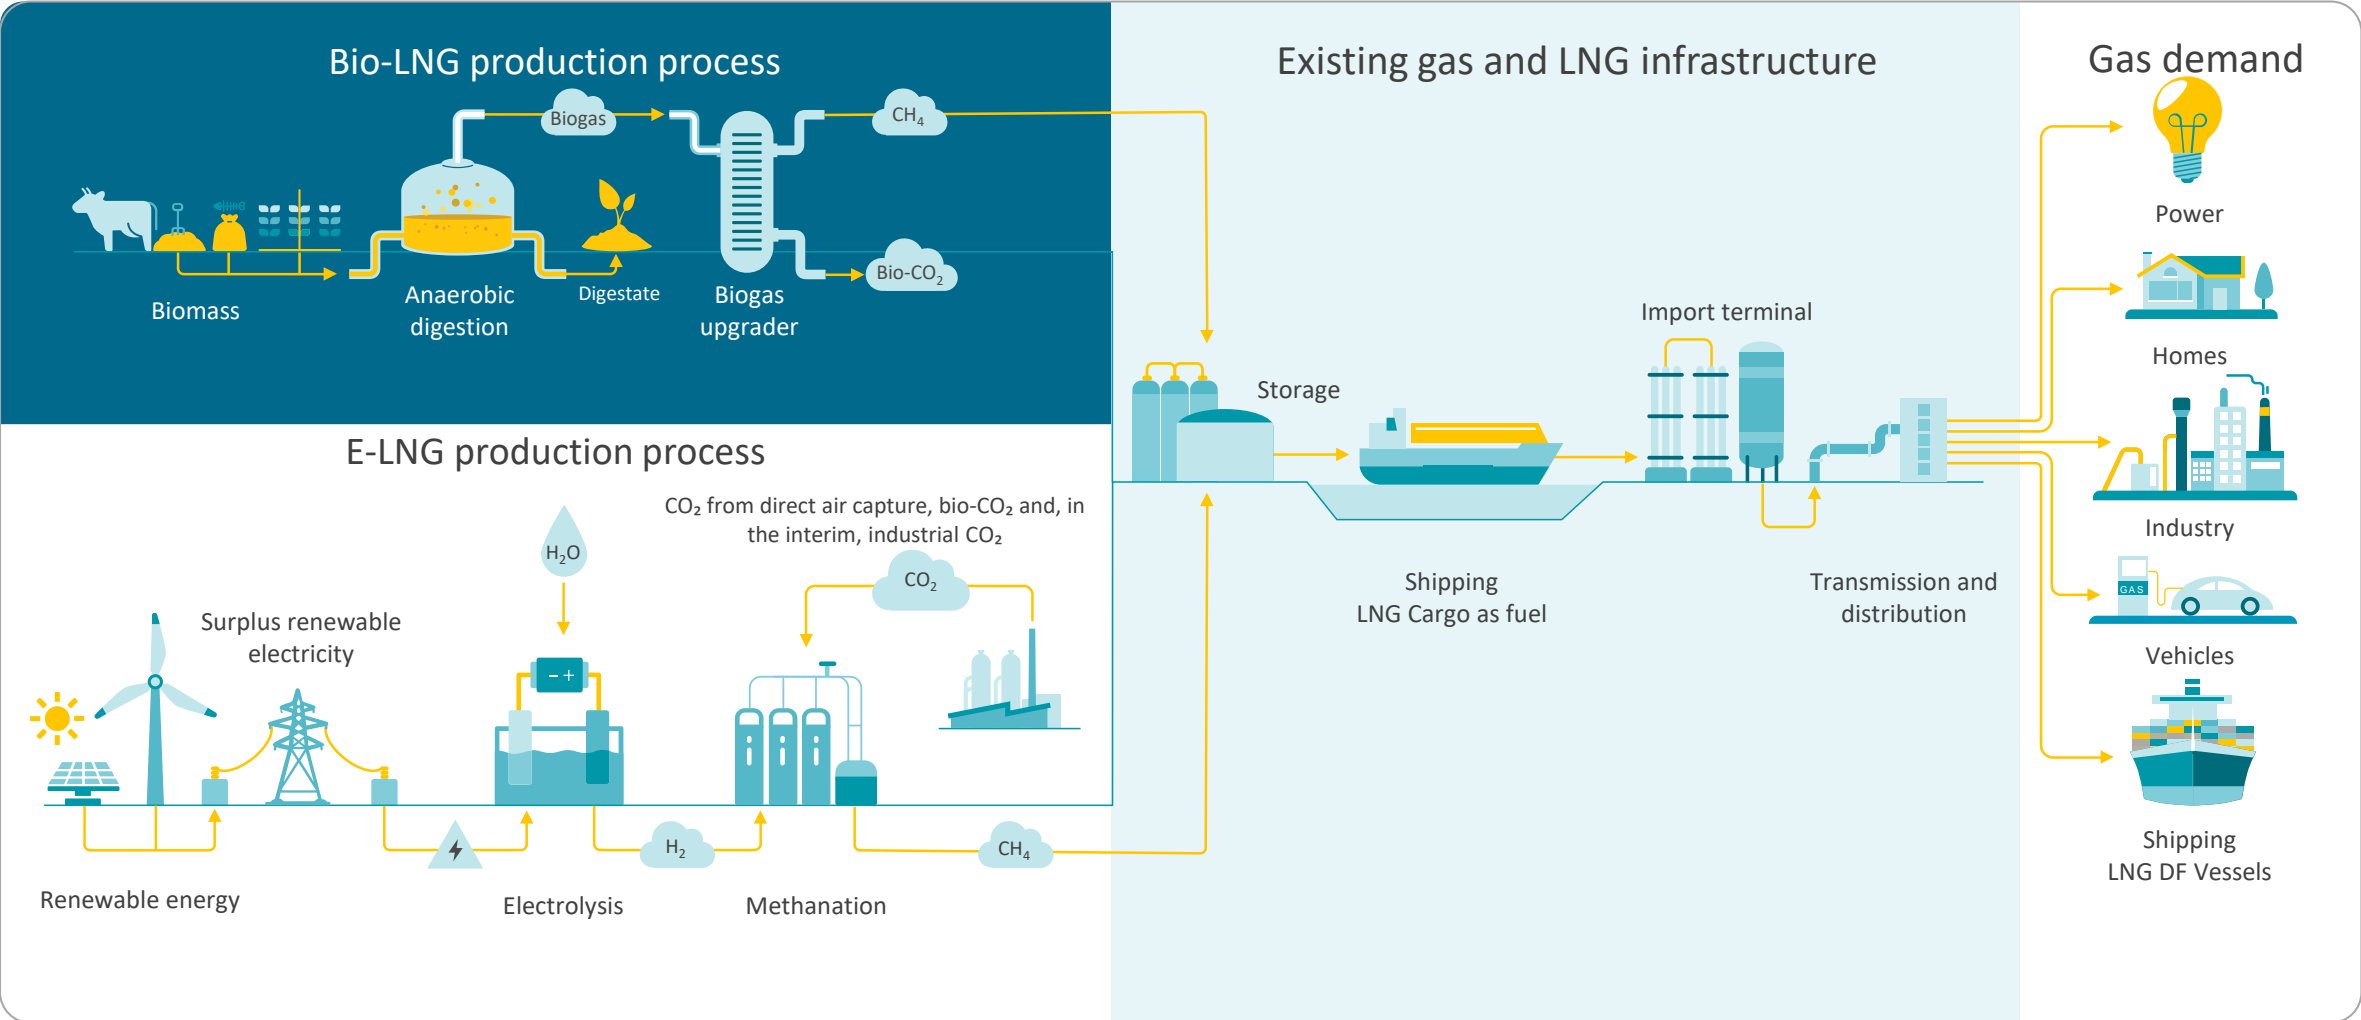 Bio-LNG production process
Biogas
CH₄
Bio-CO₂
Biomass
Anaerobic
digestion
Digestate
Biogas
upgrader
E-LNG production process
CO₂ from direct air capture, bio-CO₂ and, in
the interim, industrial CO₂
H₂O
CO₂
Surplus renewable
electricity
- +
H₂
CH₄
Renewable energy
Electrolysis
Methanation
Existing gas and LNG infrastructure
Storage
Import terminal
Shipping
LNG Cargo as fuel
Transmission and
distribution
Gas demand
Power
Homes
Industry
GAS
Vehicles
Shipping
LNG DF Vessels